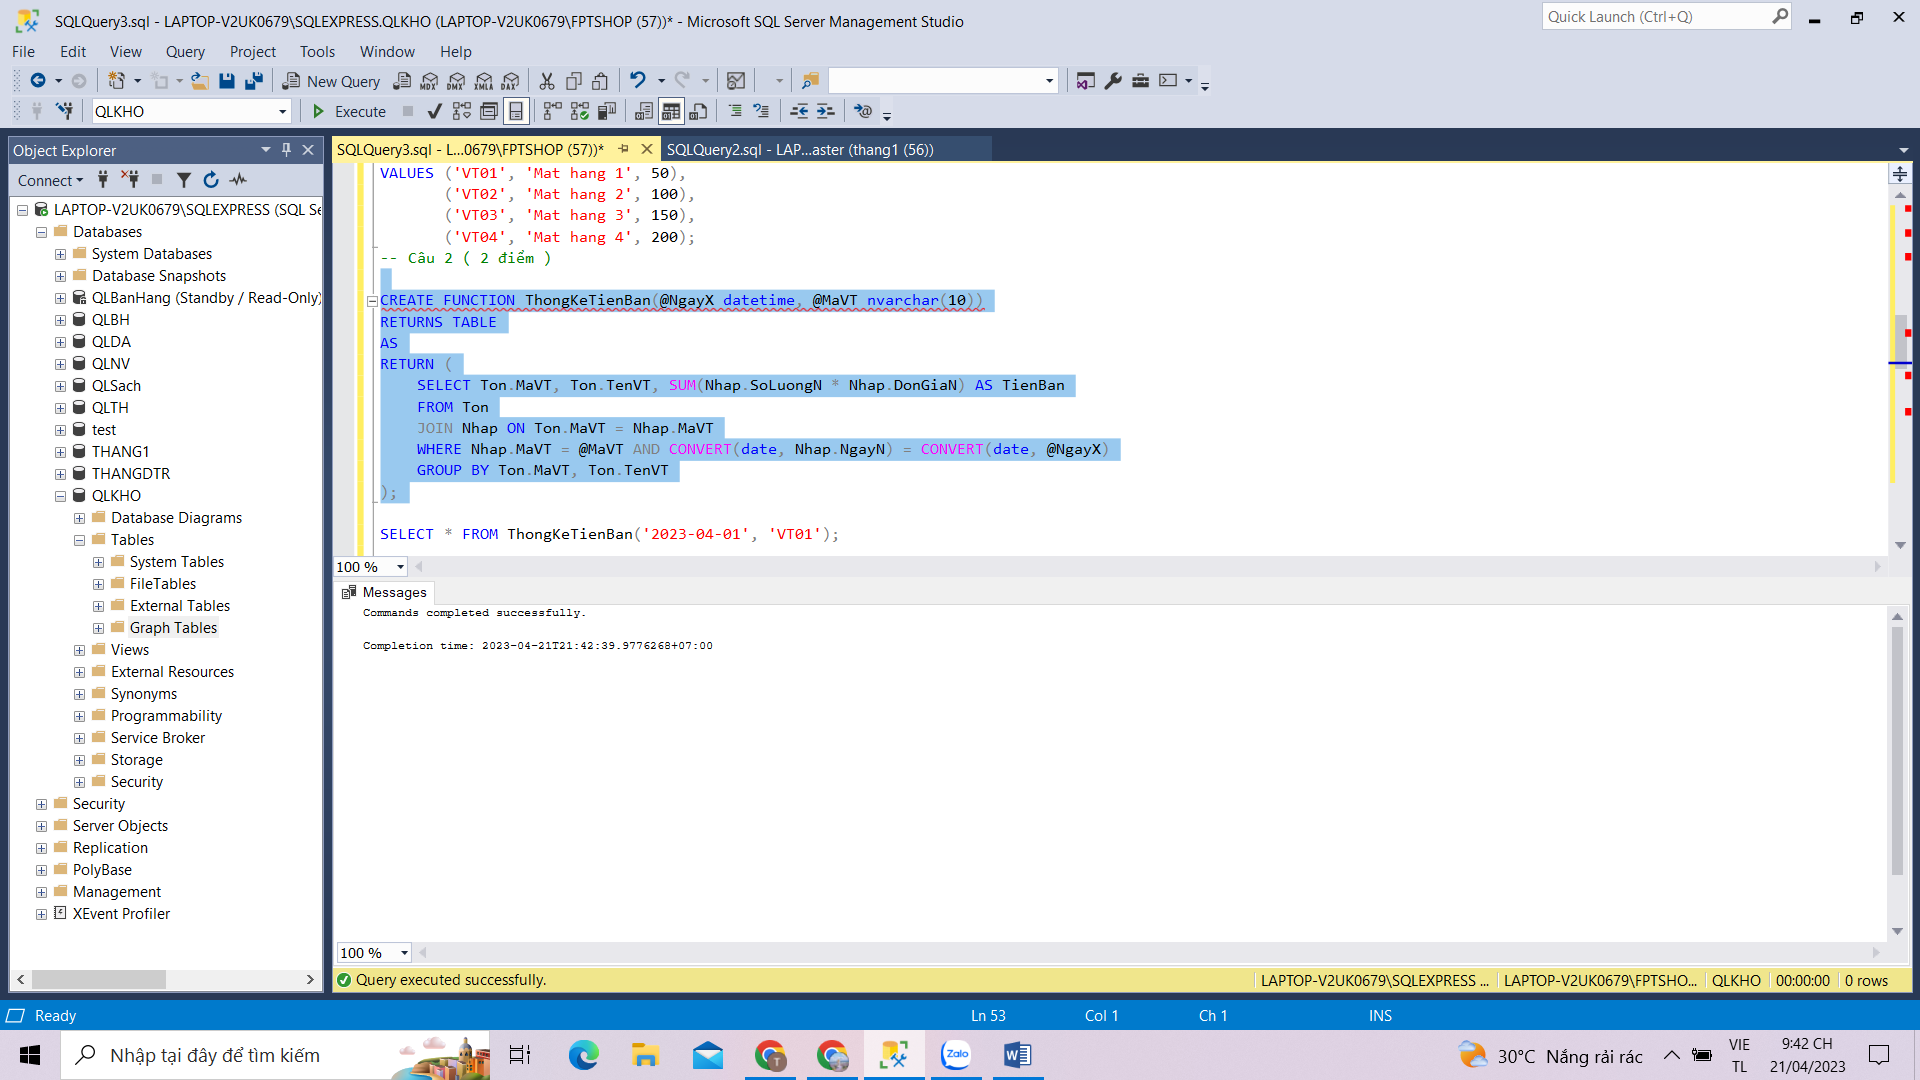 SQLQuery3.sql - LAPTOP-V2UK0679\SQLEXPRESS.QLKHO (LAPTOP-V2UK0679\FPTSHOP (57))* - Microsoft SQL Server Management Studio
Quick Launch (Ctrl+Q)
File Edit View Query Project Tools Window Help
New Query
MDX DMX XMLA DAX
QLKHO
Execute
Object Explorer
SQLQuery3.sql - L...0679\FPTSHOP (57))*
SQLQuery2.sql - LAP...aster (thang1 (56))
Connect
LAPTOP-V2UK0679\SQLEXPRESS (SQL Se
Databases
System Databases
Database Snapshots
QLBanHang (Standby / Read-Only)
QLBH
QLDA
QLNV
QLSach
QLTH
test
THANG1
THANGDTR
QLKHO
Database Diagrams
Tables
System Tables
FileTables
External Tables
Graph Tables
Views
External Resources
Synonyms
Programmability
Service Broker
Storage
Security
Security
Server Objects
Replication
PolyBase
Management
XEvent Profiler
VALUES ('VT01', 'Mat hang 1', 50),
('VT02', 'Mat hang 2', 100),
('VT03', 'Mat hang 3', 150),
('VT04', 'Mat hang 4', 200);
-- Câu 2 ( 2 điểm )
CREATE FUNCTION ThongKeTienBan(@NgayX datetime, @MaVT nvarchar(10))
RETURNS TABLE
AS
RETURN (
SELECT Ton.MaVT, Ton.TenVT, SUM(Nhap.SoLuongN * Nhap.DonGiaN) AS TienBan
FROM Ton
JOIN Nhap ON Ton.MaVT = Nhap.MaVT
WHERE Nhap.MaVT = @MaVT AND CONVERT(date, Nhap.NgayN) = CONVERT(date, @NgayX)
GROUP BY Ton.MaVT, Ton.TenVT
);
SELECT * FROM ThongKeTienBan('2023-04-01', 'VT01');
100 %
Messages
Commands completed successfully.
Completion time: 2023-04-21T21:42:39.9776268+07:00
100 %
Query executed successfully.
LAPTOP-V2UK0679\SQLEXPRESS ... LAPTOP-V2UK0679\FPTSHO... QLKHO 00:00:00 0 rows
Ready
Ln 53 Col 1 Ch 1 INS
Nhập tại đây để tìm kiếm
T
Zalo
W
30°C Nắng rải rác
VIE
TL
9:42 CH
21/04/2023